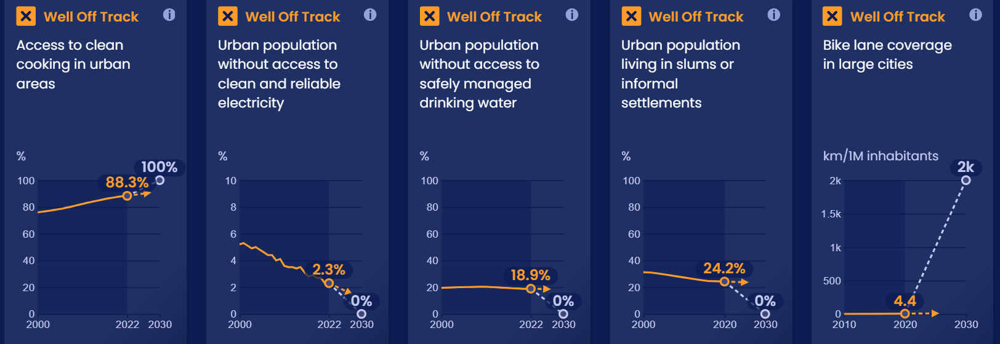 Well Off Track
Access to clean
cooking in urban
areas
%
100%
88.3%
100
80
60
40
20
0
2000
2022
2030
Well Off Track
Urban population
without access to
clean and reliable
electricity
%
10
8
6
4
2.3%
2
0%
0
2000
2022
2030
Well Off Track
Urban population
without access to
safely managed
drinking water
%
100
80
60
40
18.9%
20
0%
0
2000
2022
2030
Well Off Track
Urban population
living in slums or
informal
settlements
%
100
80
60
40
24.2%
20
0%
0
2000
2020
2030
Well Off Track
Bike lane coverage
in large cities
km/1M inhabitants
2k
2k
1.5k
1k
500
4.4
0
2010
2020
2030